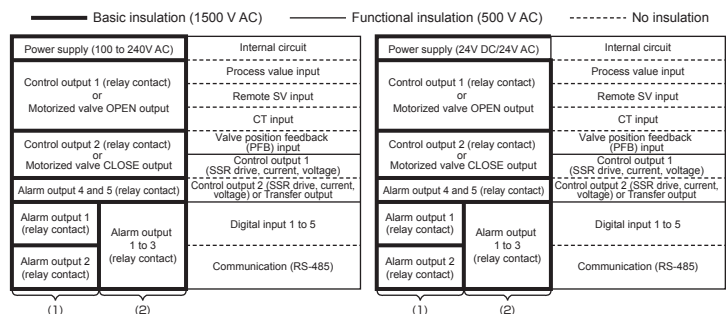 Basic insulation (1500 V AC)
Functional insulation (500 V AC)
No insulation
Power supply (100 to 240V AC)
Internal circuit
Control output 1 (relay contact)
or
Motorized valve OPEN output
Process value input
Remote SV input
CT input
Control output 2 (relay contact)
or
Motorized valve CLOSE output
Valve position feedback
(PFB) input
Control output 1
(SSR drive, current, voltage)
Alarm output 4 and 5 (relay contact)
Control output 2 (SSR drive, current,
voltage) or Transfer output
Alarm output 1
(relay contact)
Alarm output 2
(relay contact)
Alarm output
1 to 3
(relay contact)
Digital input 1 to 5
Communication (RS-485)
(1)
(2)
Power supply (24V DC/24V AC)
Internal circuit
Control output 1 (relay contact)
or
Motorized valve OPEN output
Process value input
Remote SV input
CT input
Control output 2 (relay contact)
or
Motorized valve CLOSE output
Valve position feedback
(PFB) input
Control output 1
(SSR drive, current, voltage)
Alarm output 4 and 5 (relay contact)
Control output 2 (SSR drive, current,
voltage) or Transfer output
Alarm output 1
(relay contact)
Alarm output 2
(relay contact)
Alarm output
1 to 3
(relay contact)
Digital input 1 to 5
Communication (RS-485)
(1)
(2)